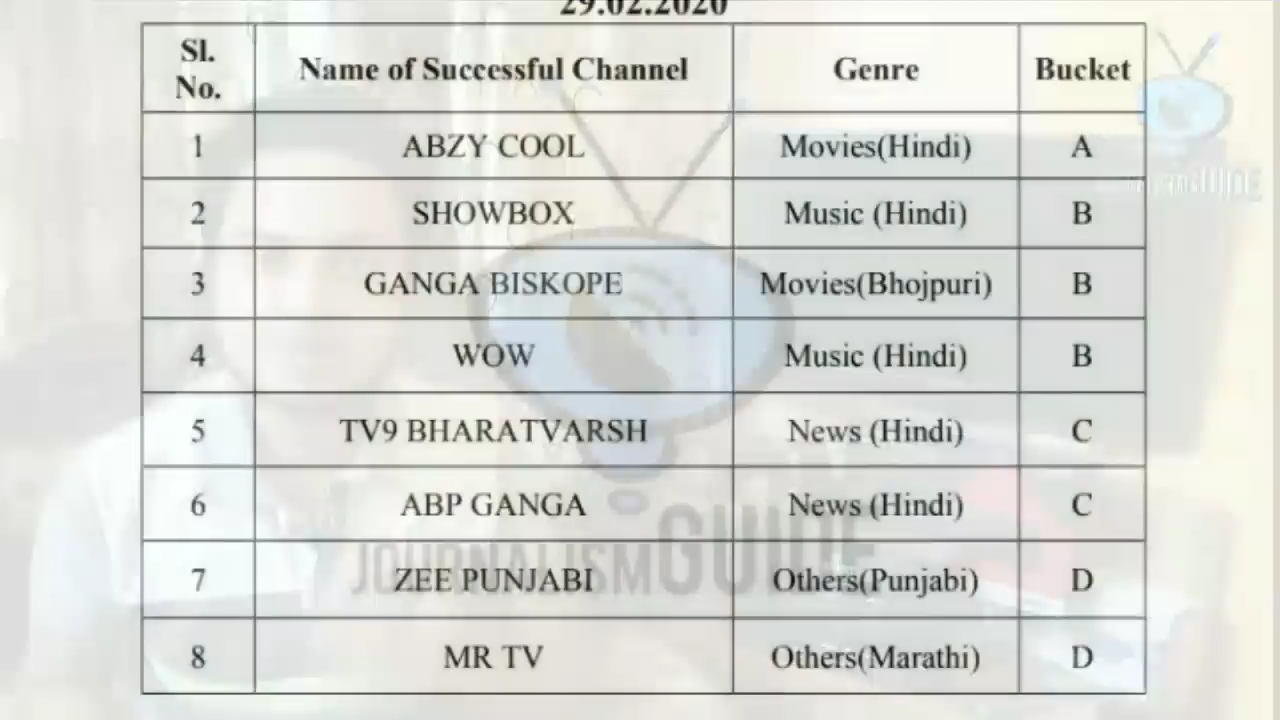 29.02.2020
Sl. No. Name of Successful Channel Genre Bucket
1 ABZY COOL Movies(Hindi) A
2 SHOWBOX Music (Hindi) B
3 GANGA BISKOPE Movies(Bhojpuri) B
4 WOW Music (Hindi) B
5 TV9 BHARATVARSH News (Hindi) C
6 ABP GANGA News (Hindi) C
7 ZEE PUNJABI Others(Punjabi) D
8 MR TV Others(Marathi) D
JOURNALISM GUIDE